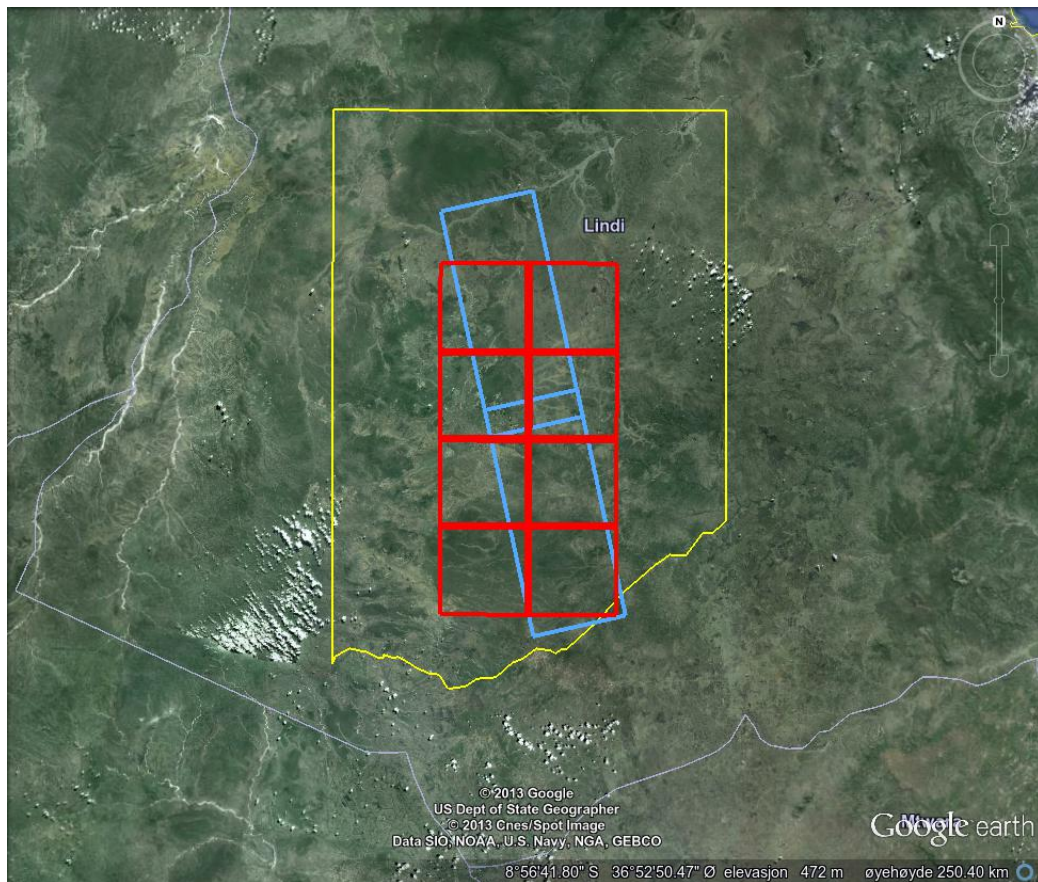 N
Lindi
© 2013 Google
US Dept of State Geographer
© 2013 Cnes/Spot Image
Data SIO, NOAA, U.S. Navy, NGA, GEBCO
Google earth
8°56'41.80" S 36°52'50.47" Ø elevasjon 472 m øyehøyde 250.40 km